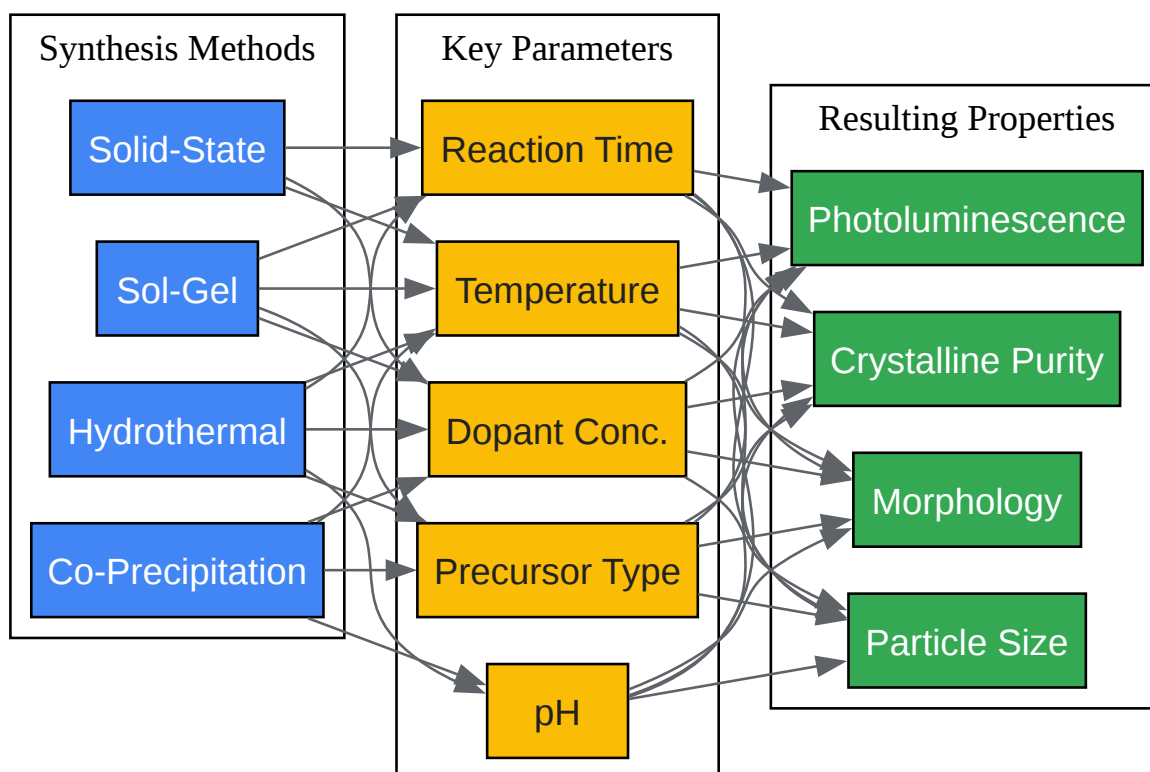 Synthesis Methods
Solid-State
Sol-Gel
Hydrothermal
Co-Precipitation
Key Parameters
Reaction Time
Temperature
Dopant Conc.
Precursor Type
pH
Resulting Properties
Photoluminescence
Crystalline Purity
Morphology
Particle Size